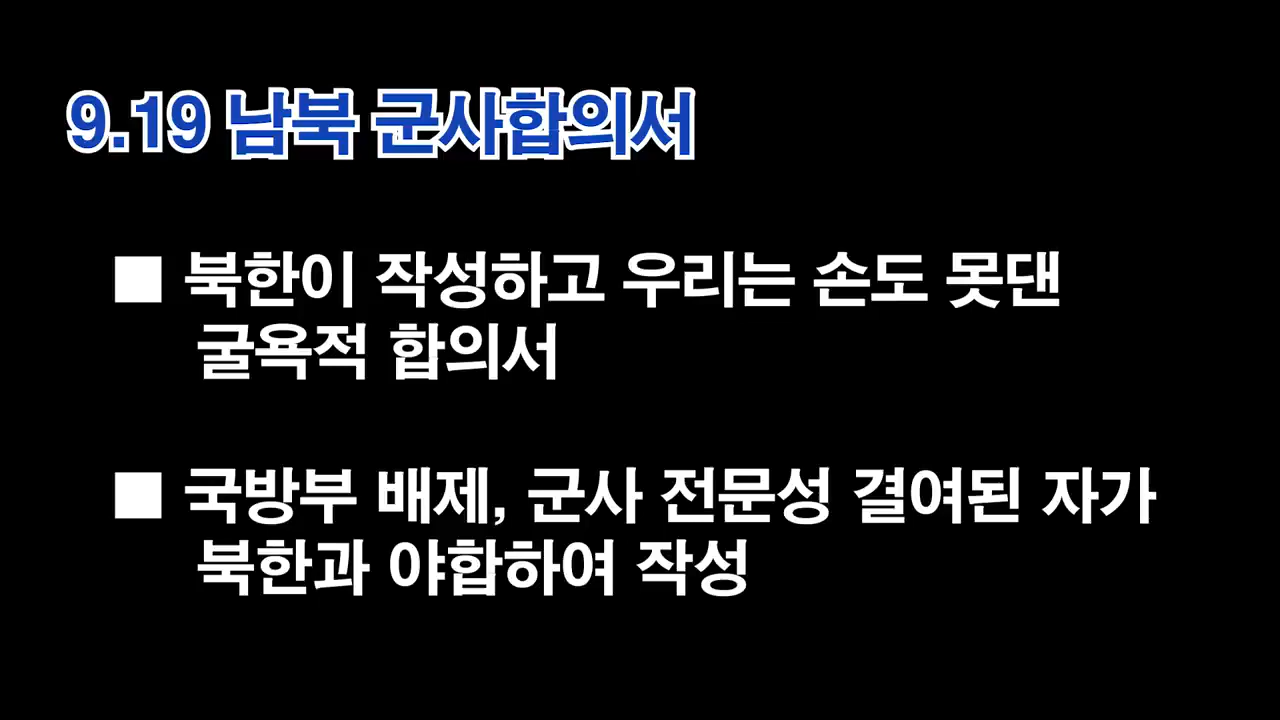 9.19 남북 군사합의서
■ 북한이 작성하고 우리는 손도 못댄
굴욕적 합의서
■ 국방부 배제, 군사 전문성 결여된 자가
북한과 야합하여 작성